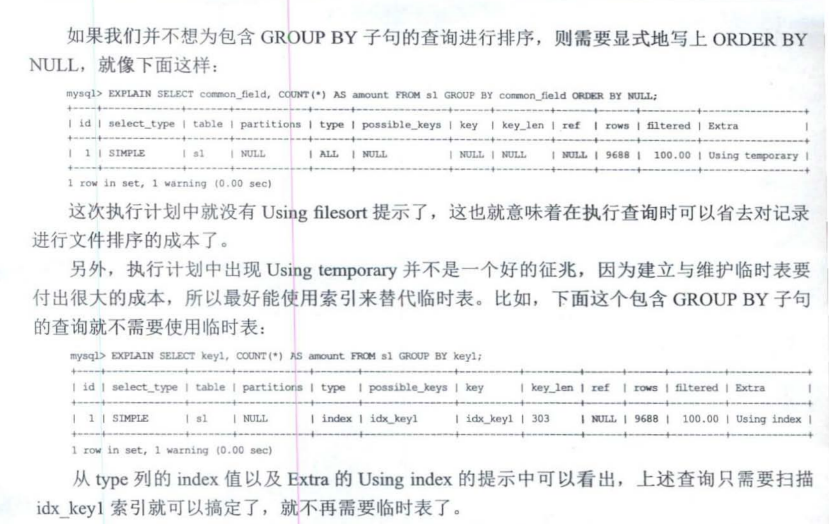 如果我们并不想为包含 GROUP BY 子句的查询进行排序，则需要显式地写上 ORDER BY
NULL，就像下面这样：
mysql> EXPLAIN SELECT common_field, COUNT(*) AS amount FROM s1 GROUP BY common_field ORDER BY NULL;
+----+-------------+-------+------------+------+---------------+------+---------+------+------+----------+-----------------+
| id | select_type | table | partitions | type | possible_keys | key | key_len | ref | rows | filtered | Extra |
+----+-------------+-------+------------+------+---------------+------+---------+------+------+----------+-----------------+
| 1 | SIMPLE | s1 | NULL | ALL | NULL | NULL | NULL | NULL | 9688 | 100.00 | Using temporary |
+----+-------------+-------+------------+------+---------------+------+---------+------+------+----------+-----------------+
1 row in set, 1 warning (0.00 sec)
这次执行计划中就没有 Using filesort 提示了，这也就意味着在执行查询时可以省去对记录
进行文件排序的成本了。
另外，执行计划中出现 Using temporary 并不是一个好的征兆，因为建立与维护临时表要
付出很大的成本，所以最好能使用索引来替代临时表。比如，下面这个包含 GROUP BY 子句
的查询就不需要使用临时表：
mysql> EXPLAIN SELECT key1, COUNT(*) AS amount FROM s1 GROUP BY key1;
+----+-------------+-------+------------+-------+---------------+----------+---------+------+------+----------+-------------+
| id | select_type | table | partitions | type | possible_keys | key | key_len | ref | rows | filtered | Extra |
+----+-------------+-------+------------+-------+---------------+----------+---------+------+------+----------+-------------+
| 1 | SIMPLE | s1 | NULL | index | idx_key1 | idx_key1 | 303 | NULL | 9688 | 100.00 | Using index |
+----+-------------+-------+------------+-------+---------------+----------+---------+------+------+----------+-------------+
1 row in set, 1 warning (0.00 sec)
从 type 列的 index 值以及 Extra 的 Using index 的提示中可以看出，上述查询只需要扫描
idx_key1 索引就可以搞定了，就不再需要临时表了。